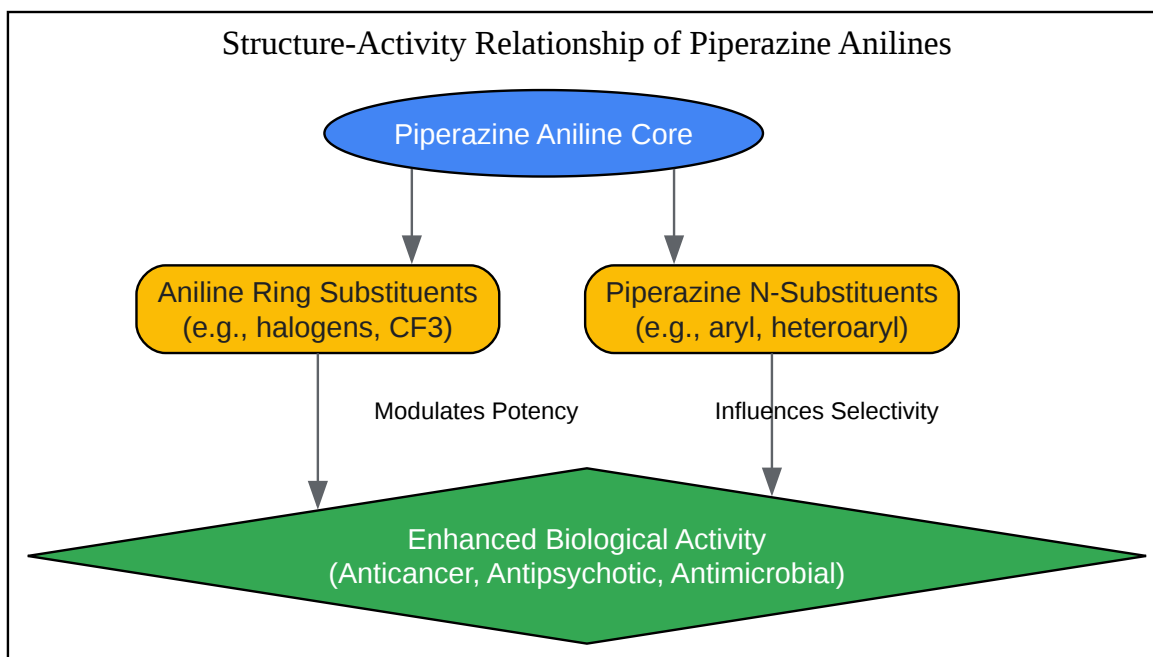 Structure-Activity Relationship of Piperazine Anilines
Piperazine Aniline Core
Aniline Ring Substituents
(e.g., halogens, CF3)
Piperazine N-Substituents
(e.g., aryl, heteroaryl)
Modulates Potency
Influences Selectivity
Enhanced Biological Activity
(Anticancer, Antipsychotic, Antimicrobial)